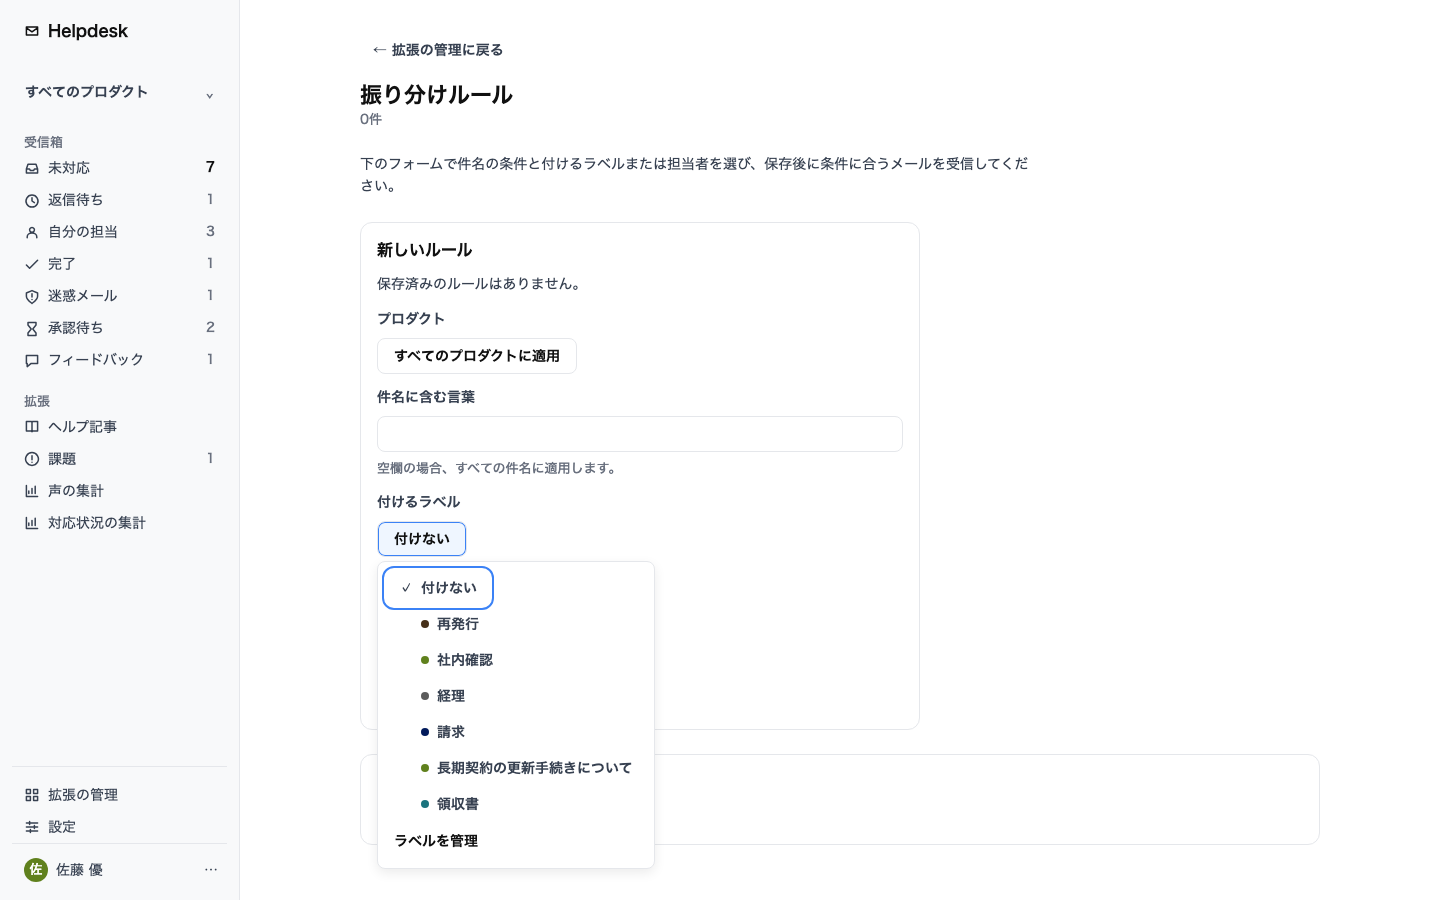 Helpdesk
すべてのプロダクト
受信箱
未対応 7
返信待ち 1
自分の担当 3
完了 1
迷惑メール 1
承認待ち 2
フィードバック 1
拡張
ヘルプ記事
課題 1
声の集計
対応状況の集計
拡張の管理
設定
佐 佐藤 優 …
← 拡張の管理に戻る
振り分けルール
0件
下のフォームで件名の条件と付けるラベルまたは担当者を選び、保存後に条件に合うメールを受信してくだ
さい。
新しいルール
保存済みのルールはありません。
プロダクト
すべてのプロダクトに適用
件名に含む言葉
空欄の場合、すべての件名に適用します。
付けるラベル
付けない
✓ 付けない
再発行
社内確認
経理
請求
長期契約の更新手続きについて
領収書
ラベルを管理